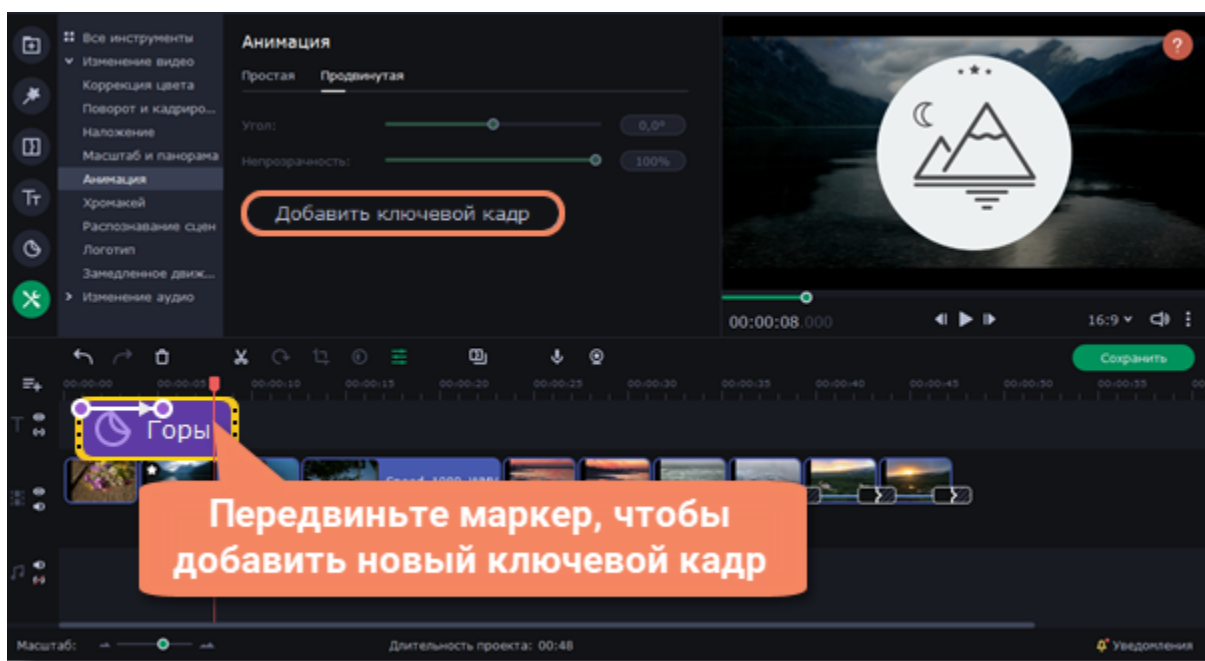 Все инструменты
Изменение видео
Коррекция цвета
Поворот и кадриро...
Наложение
Масштаб и панорама
Анимация
Хромакей
Распознавание сцен
Логотип
Замедленное движ...
Изменение аудио
Анимация
Простая Продвинутая
Угол: 0,0°
Непрозрачность: 100%
Добавить ключевой кадр
?
00:00:08.000
16:9
Сохранить
00:00:00 00:00:05 00:00:10 00:00:15 00:00:20 00:00:25 00:00:30 00:00:35 00:00:40 00:00:45 00:00:50 00:00:55 00
Горы
Передвиньте маркер, чтобы
добавить новый ключевой кадр
Масштаб:
Длительность проекта: 00:48
Уведомления